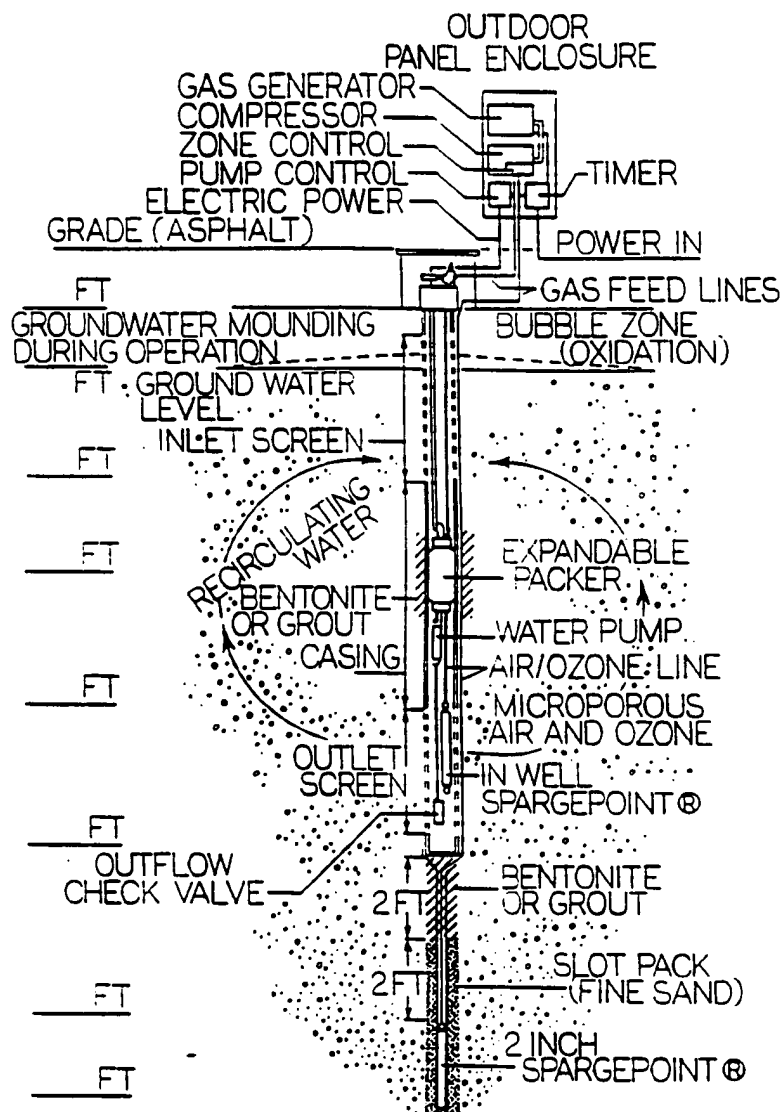 OUTDOOR
PANEL ENCLOSURE
GAS GENERATOR
COMPRESSOR
ZONE CONTROL
PUMP CONTROL
ELECTRIC POWER
TIMER
GRADE (ASPHALT)
POWER IN
FT
GAS FEED LINES
GROUNDWATER MOUNDING
DURING OPERATION
BUBBLE ZONE
(OXIDATION)
FT
GROUND WATER
LEVEL
INLET SCREEN
FT
RECIRCULATING
WATER
FT
EXPANDABLE
PACKER
BENTONITE
OR GROUT
CASING
WATER PUMP
AIR/OZONE LINE
FT
MICROPOROUS
AIR AND OZONE
OUTLET
SCREEN
IN WELL
SPARGEPOINT®
FT
OUTFLOW
CHECK VALVE
2 FT
BENTONITE
OR GROUT
2 FT
SLOT PACK
(FINE SAND)
FT
2 INCH
SPARGEPOINT®
FT